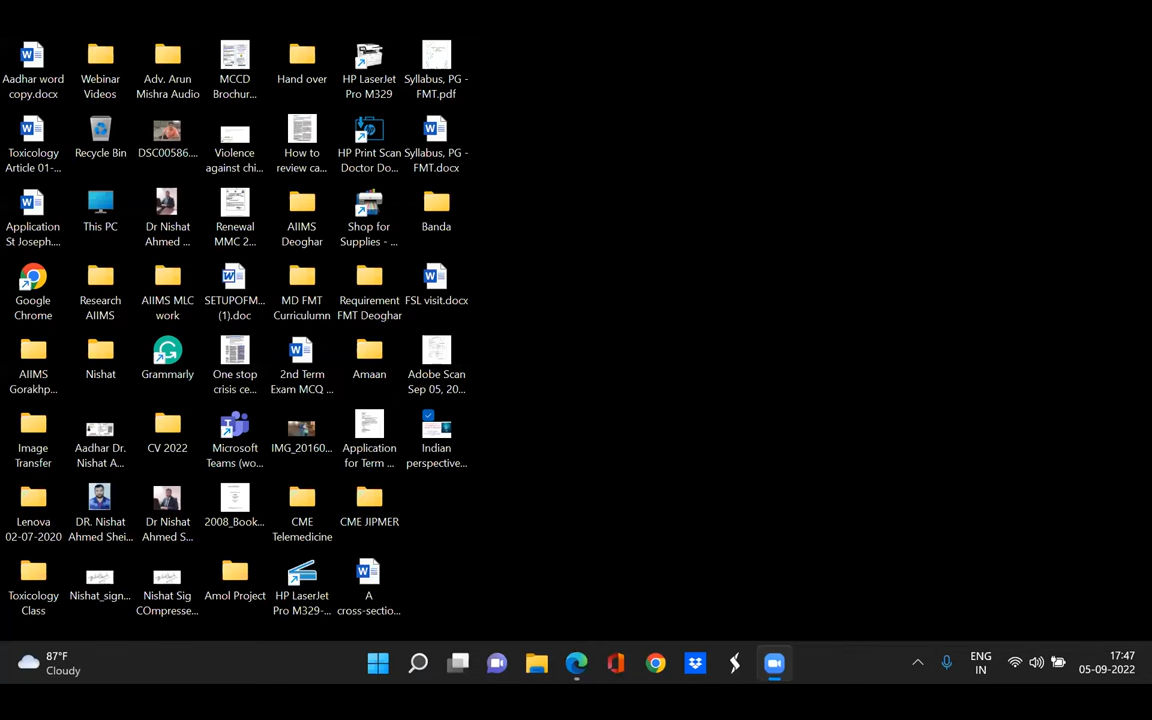 Aadhar word
copy.docx
Webinar
Videos
Adv. Arun
Mishra Audio
MCCD
Brochur...
Hand over
HP LaserJet
Pro M329
Syllabus, PG -
FMT.pdf
Toxicology
Article 01-...
Recycle Bin
DSC00586....
Violence
against chi...
How to
review ca...
HP Print Scan
Doctor Do...
Syllabus, PG -
FMT.docx
Application
St Joseph....
This PC
Dr Nishat
Ahmed ...
Renewal
MMC 2...
AIIMS
Deoghar
Shop for
Supplies - ...
Banda
Google
Chrome
Research
AIIMS
AIIMS MLC
work
SETUPOFM...
(1).doc
MD FMT
Curriculumn
Requirement
FMT Deoghar
FSL visit.docx
AIIMS
Gorakhp...
Nishat
Grammarly
One stop
crisis ce...
2nd Term
Exam MCQ ...
Amaan
Adobe Scan
Sep 05, 20...
Image
Transfer
Aadhar Dr.
Nishat A...
CV 2022
Microsoft
Teams (wo...
IMG_20160...
Application
for Term ...
Indian
perspective...
Lenova
02-07-2020
DR. Nishat
Ahmed Shei...
Dr Nishat
Ahmed S...
2008_Book...
CME
Telemedicine
CME JIPMER
Toxicology
Class
Nishat_sign...
Nishat Sig
COmpresse...
Amol Project
HP LaserJet
Pro M329-...
A
cross-sectio...
87°F
Cloudy
ENG
IN
17:47
05-09-2022